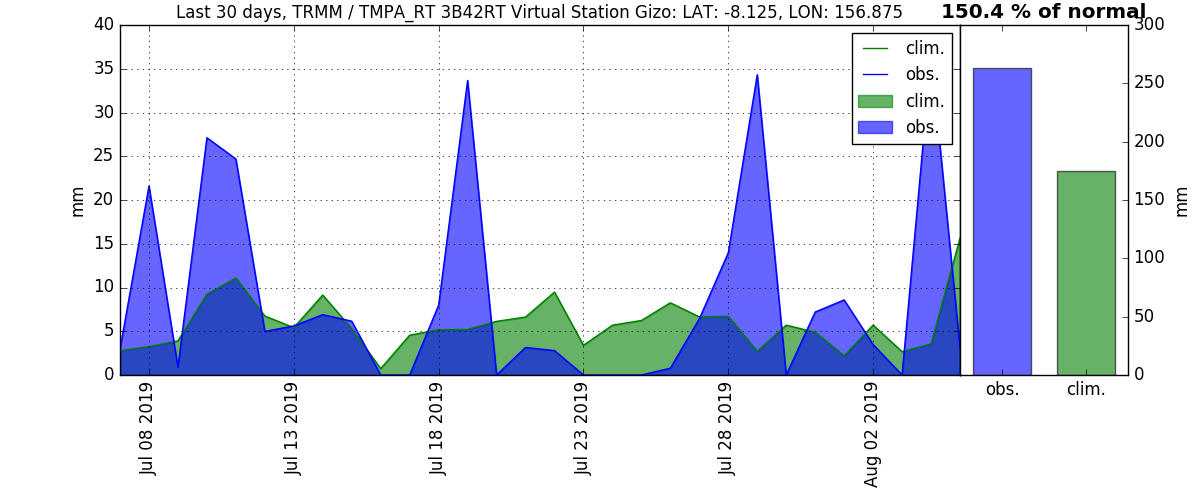 Last 30 days, TRMM / TMPA_RT 3B42RT Virtual Station Gizo: LAT: -8.125, LON: 156.875
150.4 % of normal
40
35
30
25
20
15
10
5
0
mm
clim.
obs.
clim.
obs.
300
250
200
150
100
50
0
mm
Jul 08 2019
Jul 13 2019
Jul 18 2019
Jul 23 2019
Jul 28 2019
Aug 02 2019
obs.
clim.